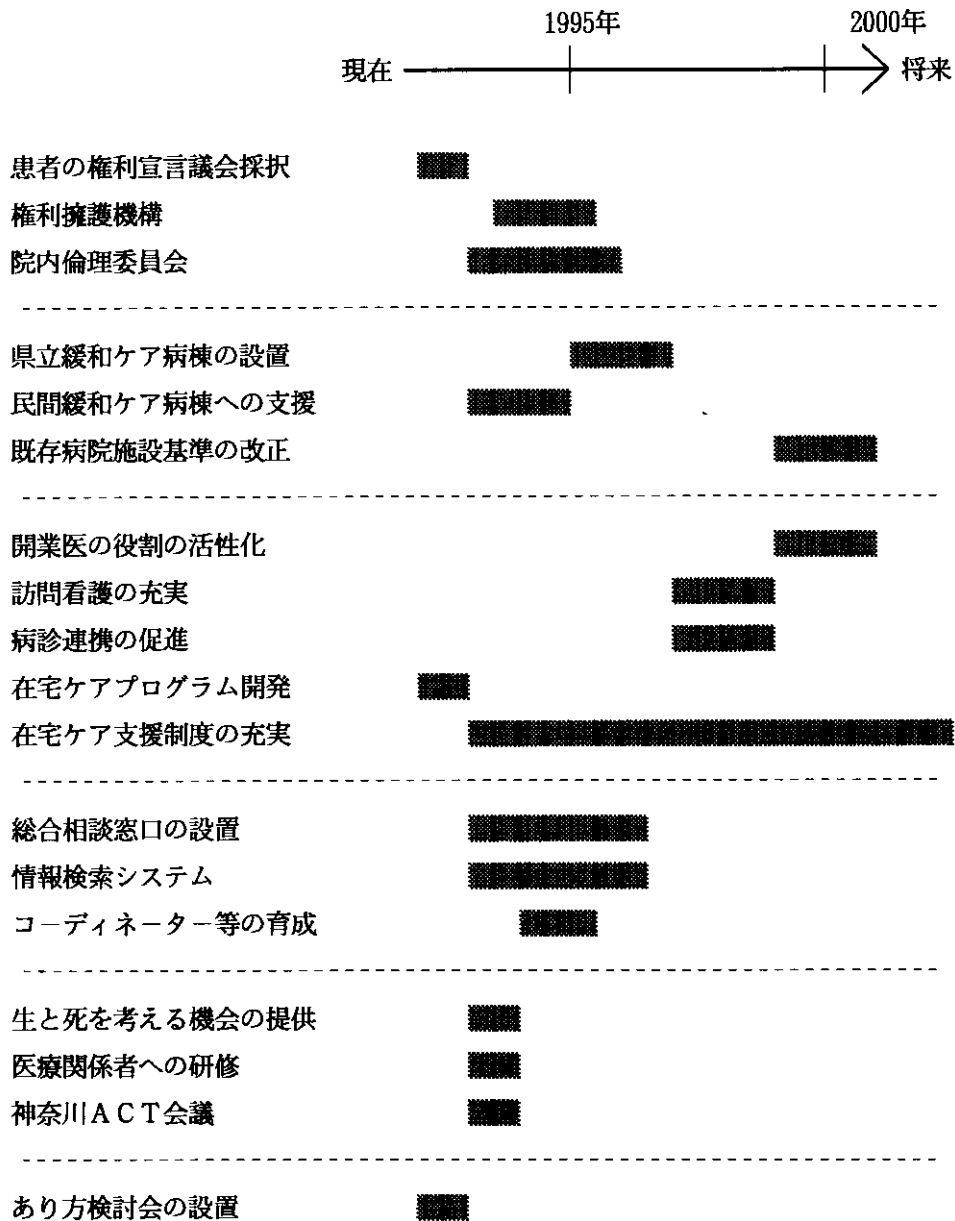 1995年 2000年
現在 将来
患者の権利宣言議会採択
権利擁護機構
院内倫理委員会
県立緩和ケア病棟の設置
民間緩和ケア病棟への支援
既存病院施設基準の改正
開業医の役割の活性化
訪問看護の充実
病診連携の促進
在宅ケアプログラム開発
在宅ケア支援制度の充実
総合相談窓口の設置
情報検索システム
コーディネーター等の育成
生と死を考える機会の提供
医療関係者への研修
神奈川ACT会議
あり方検討会の設置